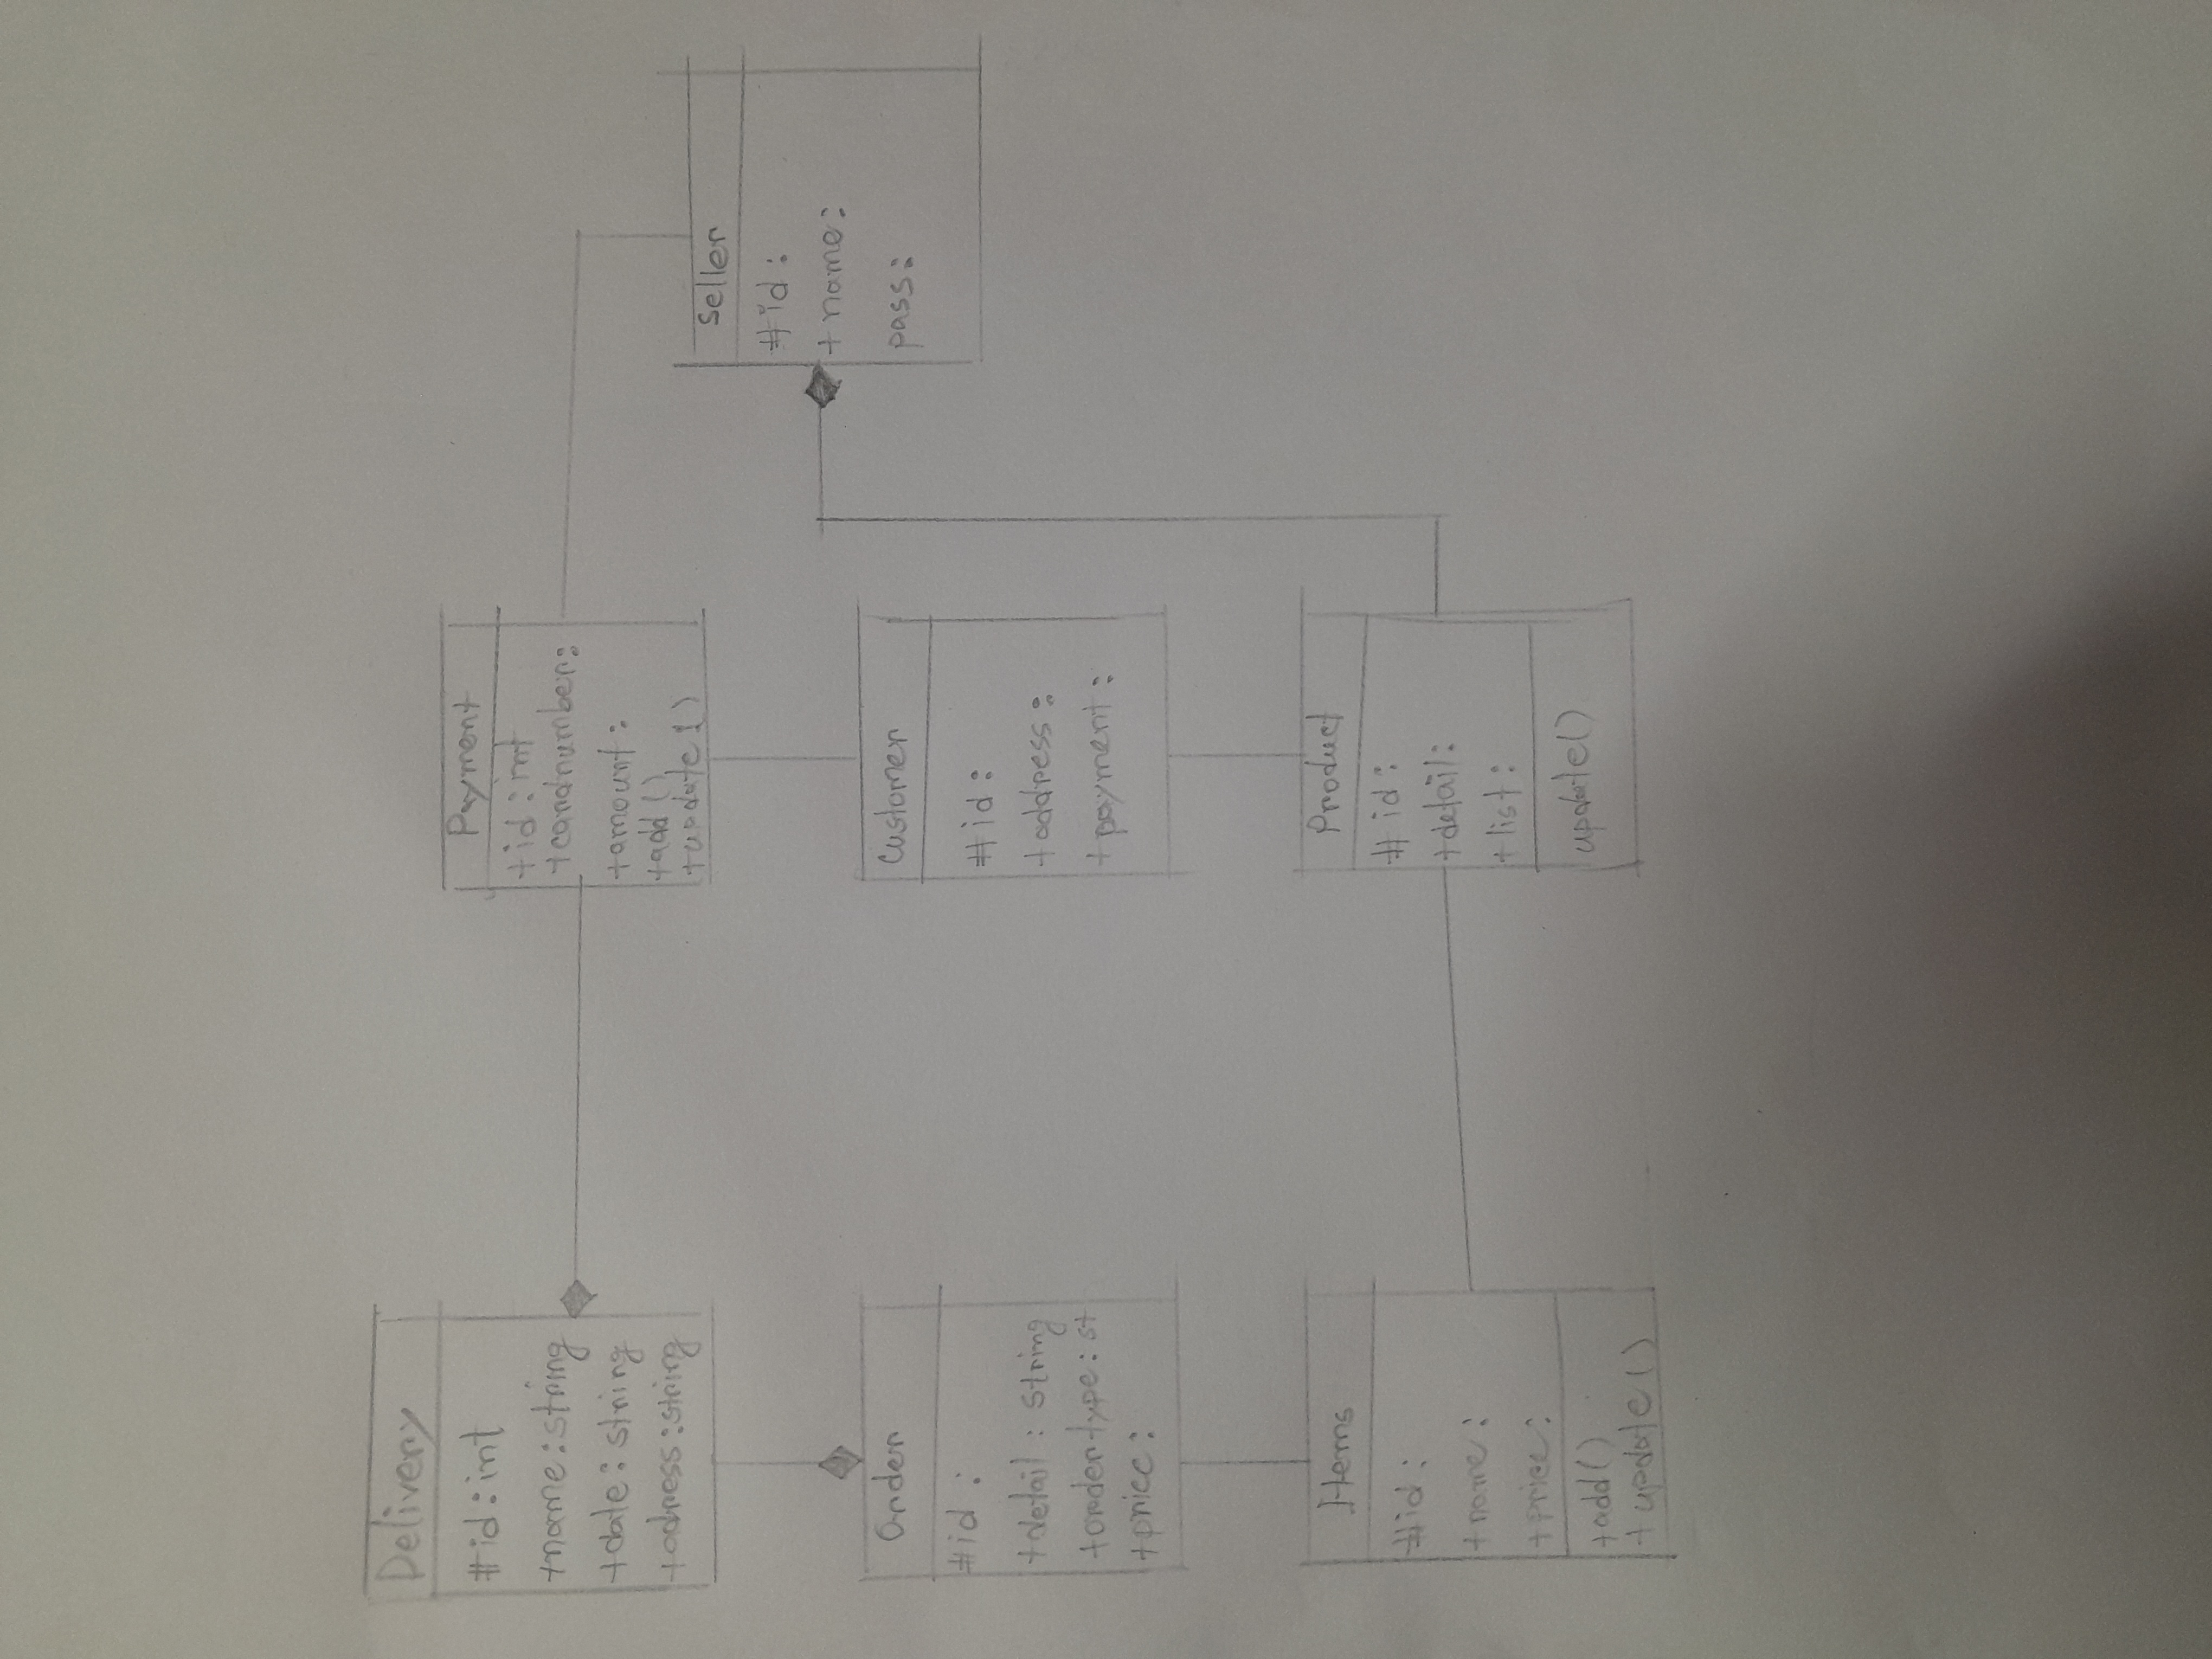 Delivery
#id:int
+name:string
+date: string
+adress:string
Payment
+id:int
+cardnumber:
+amount:
+add()
+update()
Seller
#id:
+ name:
pass:
Order
#id :
+detail: string
+order type: st
+price:
Customer
#id:
+address:
+payment:
Items
#id:
+name:
+price:
+add()
+ update()
Product
# id:
+detail:
+list:
update()